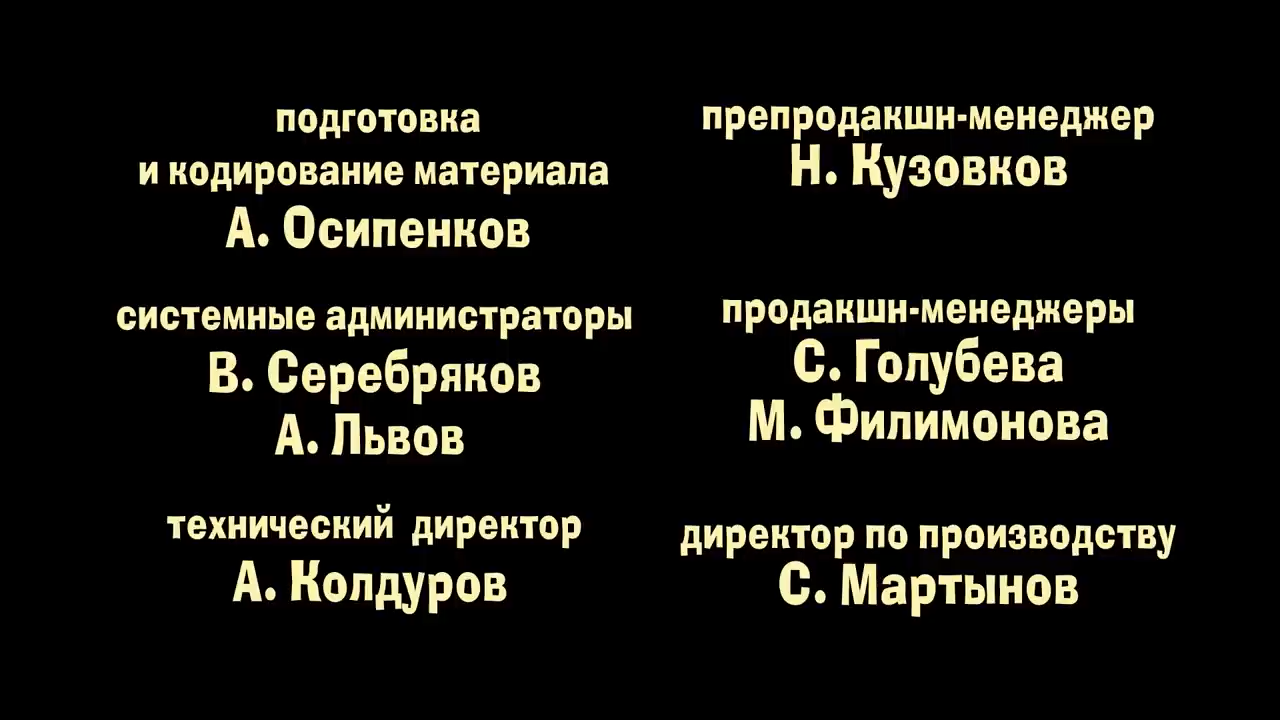 подготовка
и кодирование материала
А. Осипенков
системные администраторы
В. Серебряков
А. Львов
технический директор
А. Колдуров
препродакшн-менеджер
Н. Кузовков
продакшн-менеджеры
С. Голубева
М. Филимонова
директор по производству
С. Мартынов